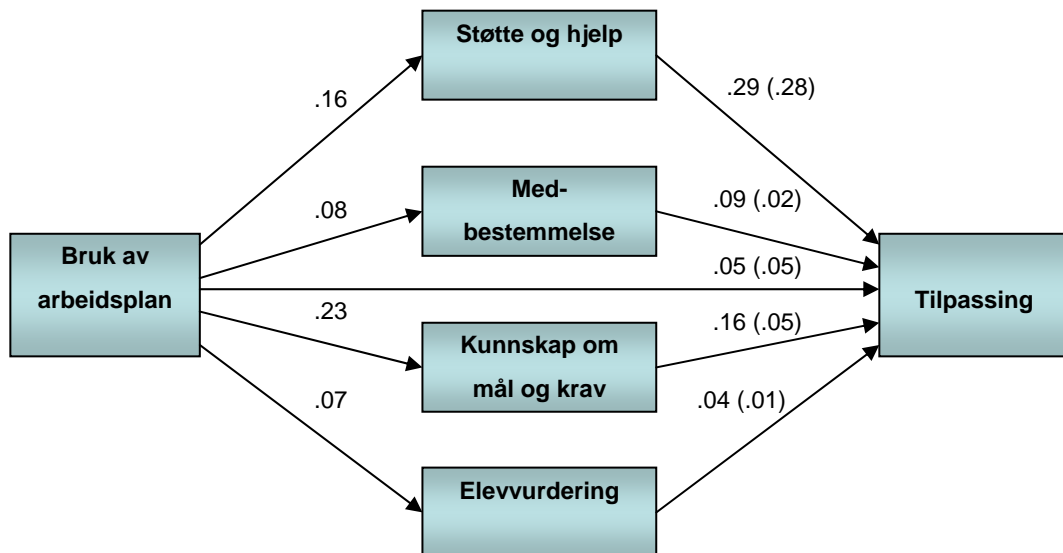 Støtte og hjelp
.16
.29 (.28)
Med-
bestemmelse
.08
.09 (.02)
Bruk av
arbeidsplan
.05 (.05)
Tilpassing
.23
Kunnskap om
mål og krav
.16 (.05)
.07
.04 (.01)
Elevvurdering